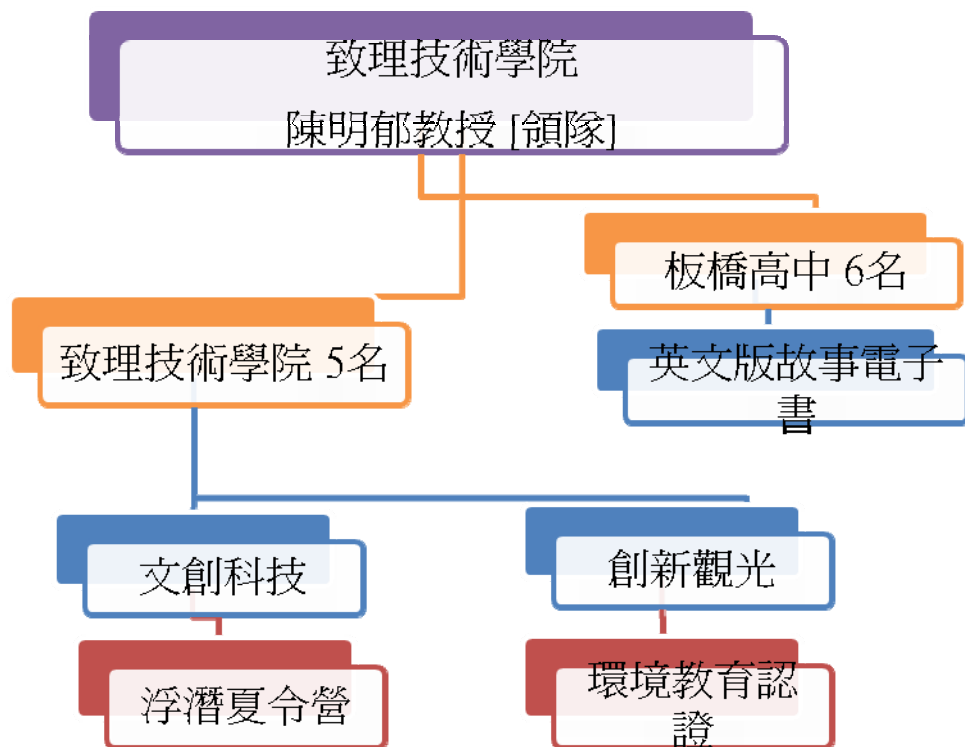 致理技術學院
陳明郁教授 [領隊]
板橋高中 6名
英文版故事電子
書
致理技術學院 5名
文創科技
創新觀光
浮潛夏令營
環境教育認
證